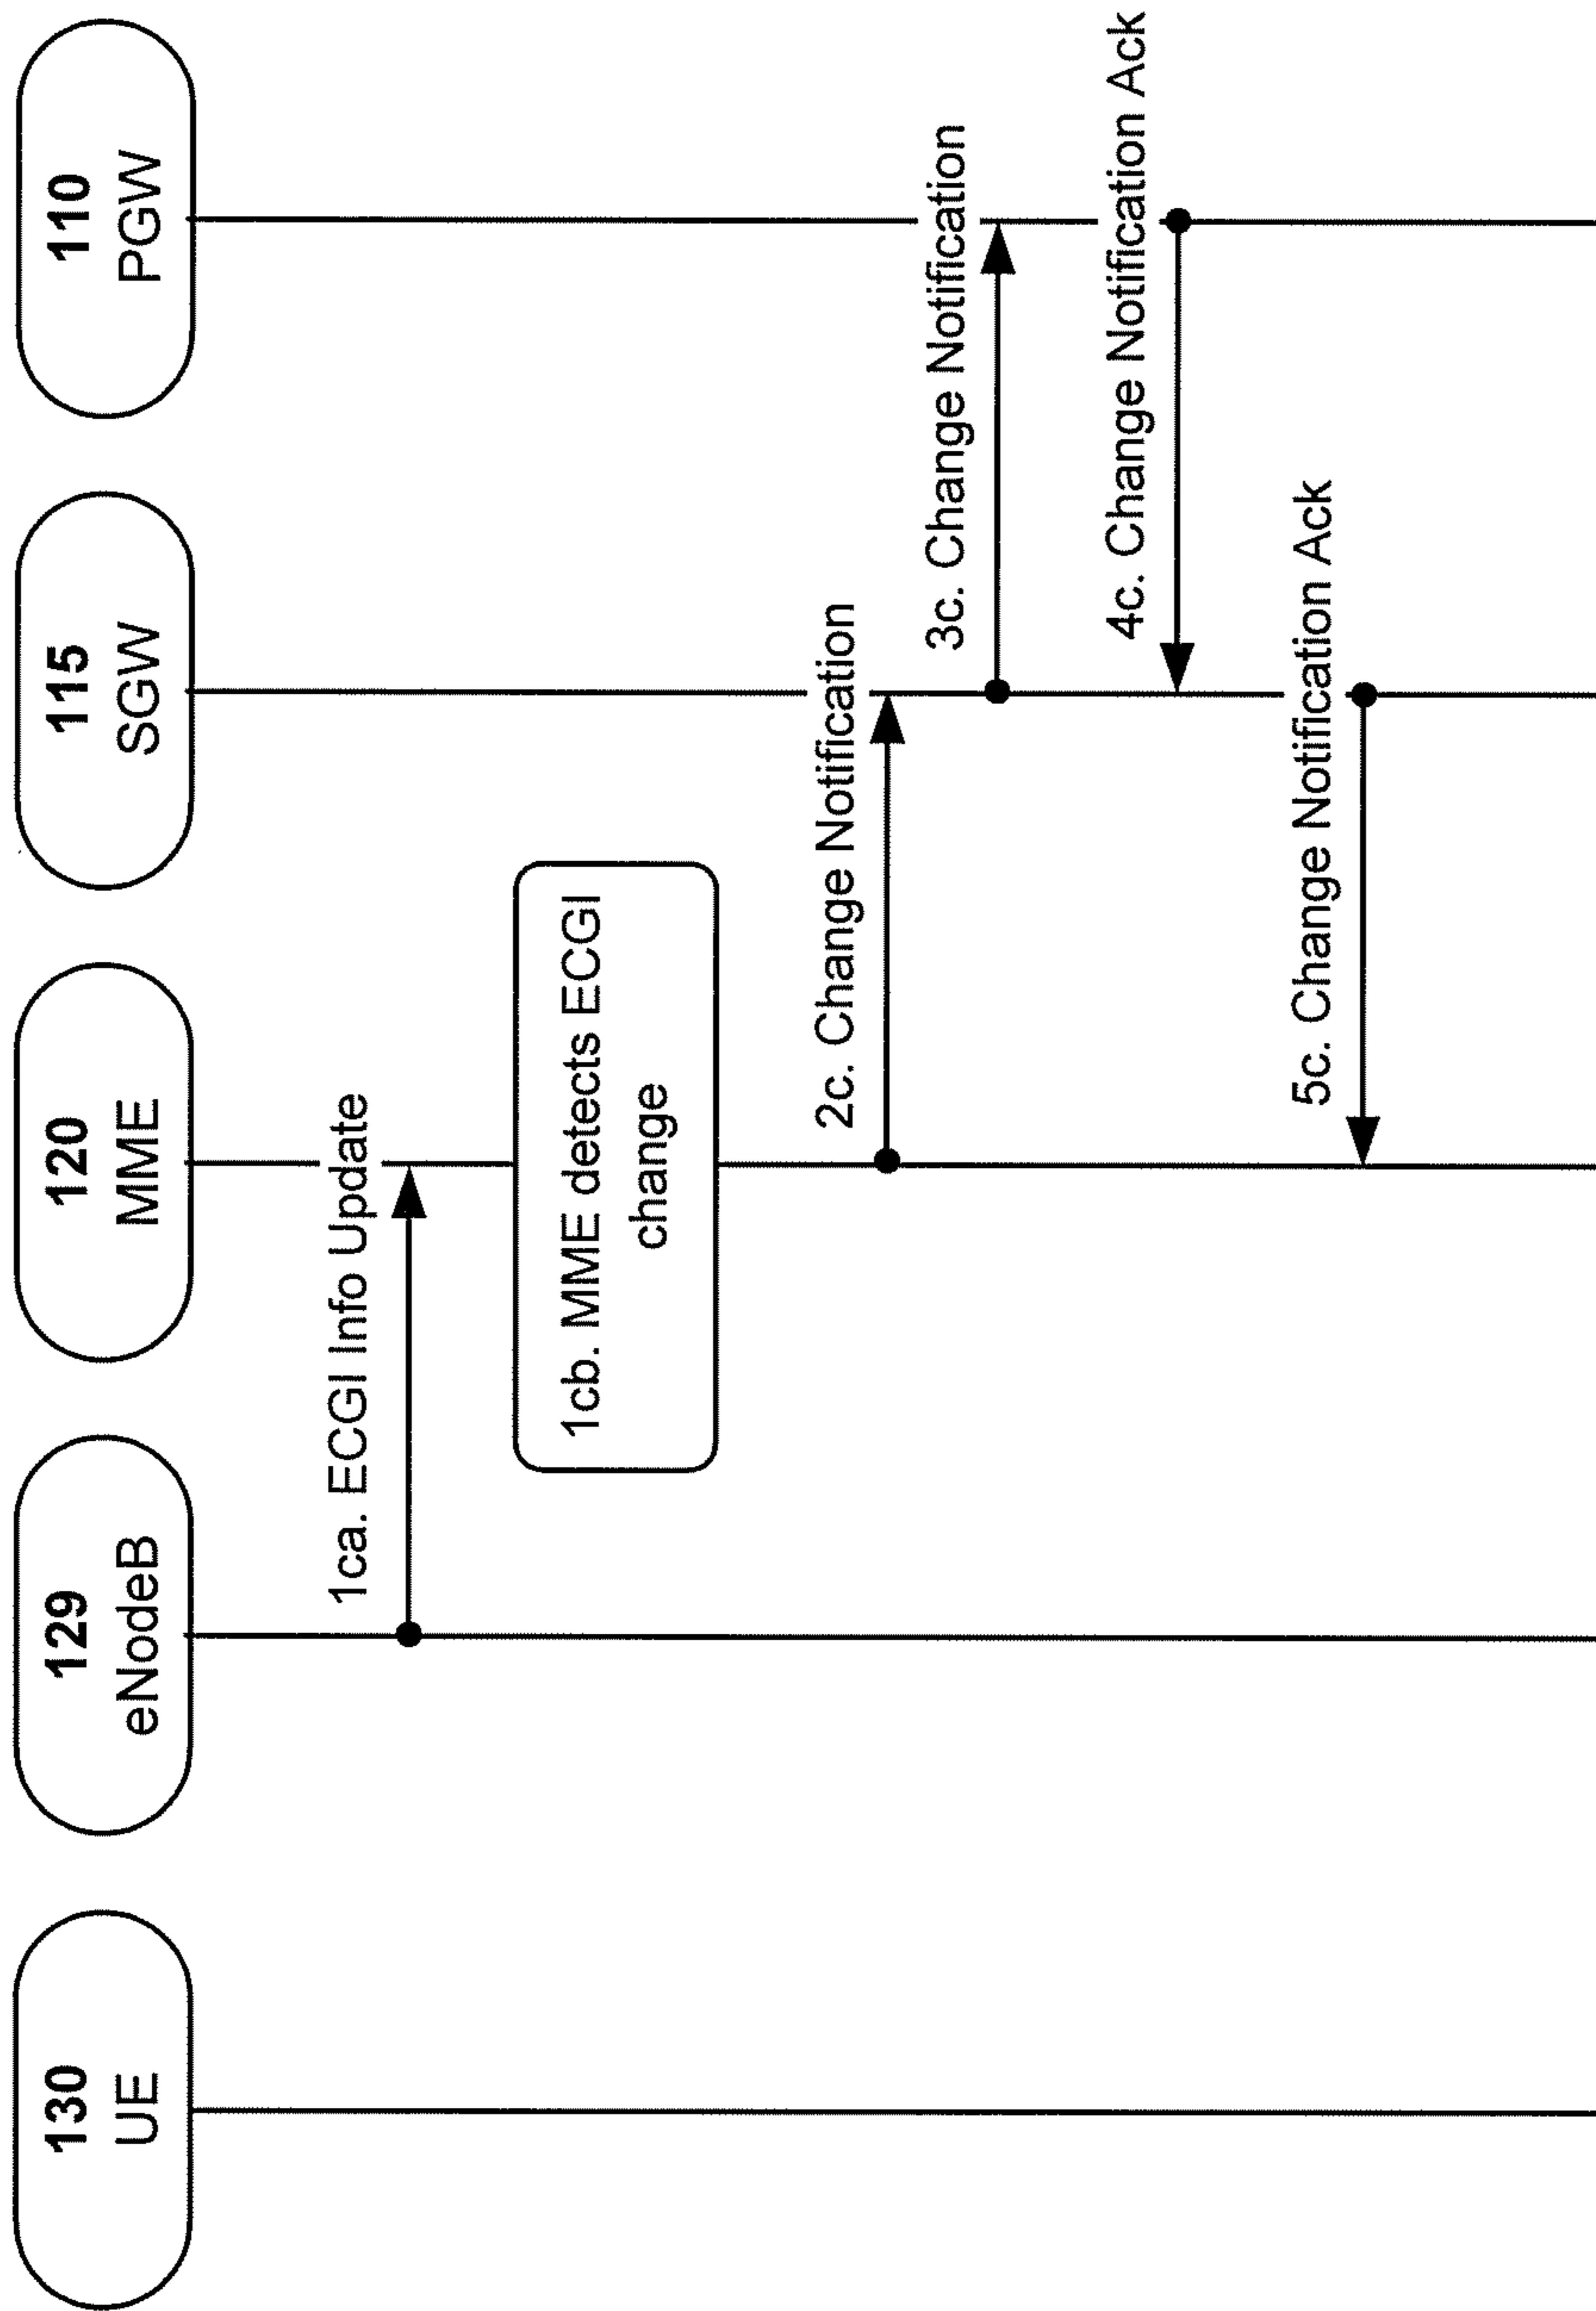 130
UE
129
eNodeB
120
MME
115
SGW
110
PGW
1ca. ECGI Info Update
1cb. MME detects ECGI
change
2c. Change Notification
3c. Change Notification
4c. Change Notification Ack
5c. Change Notification Ack